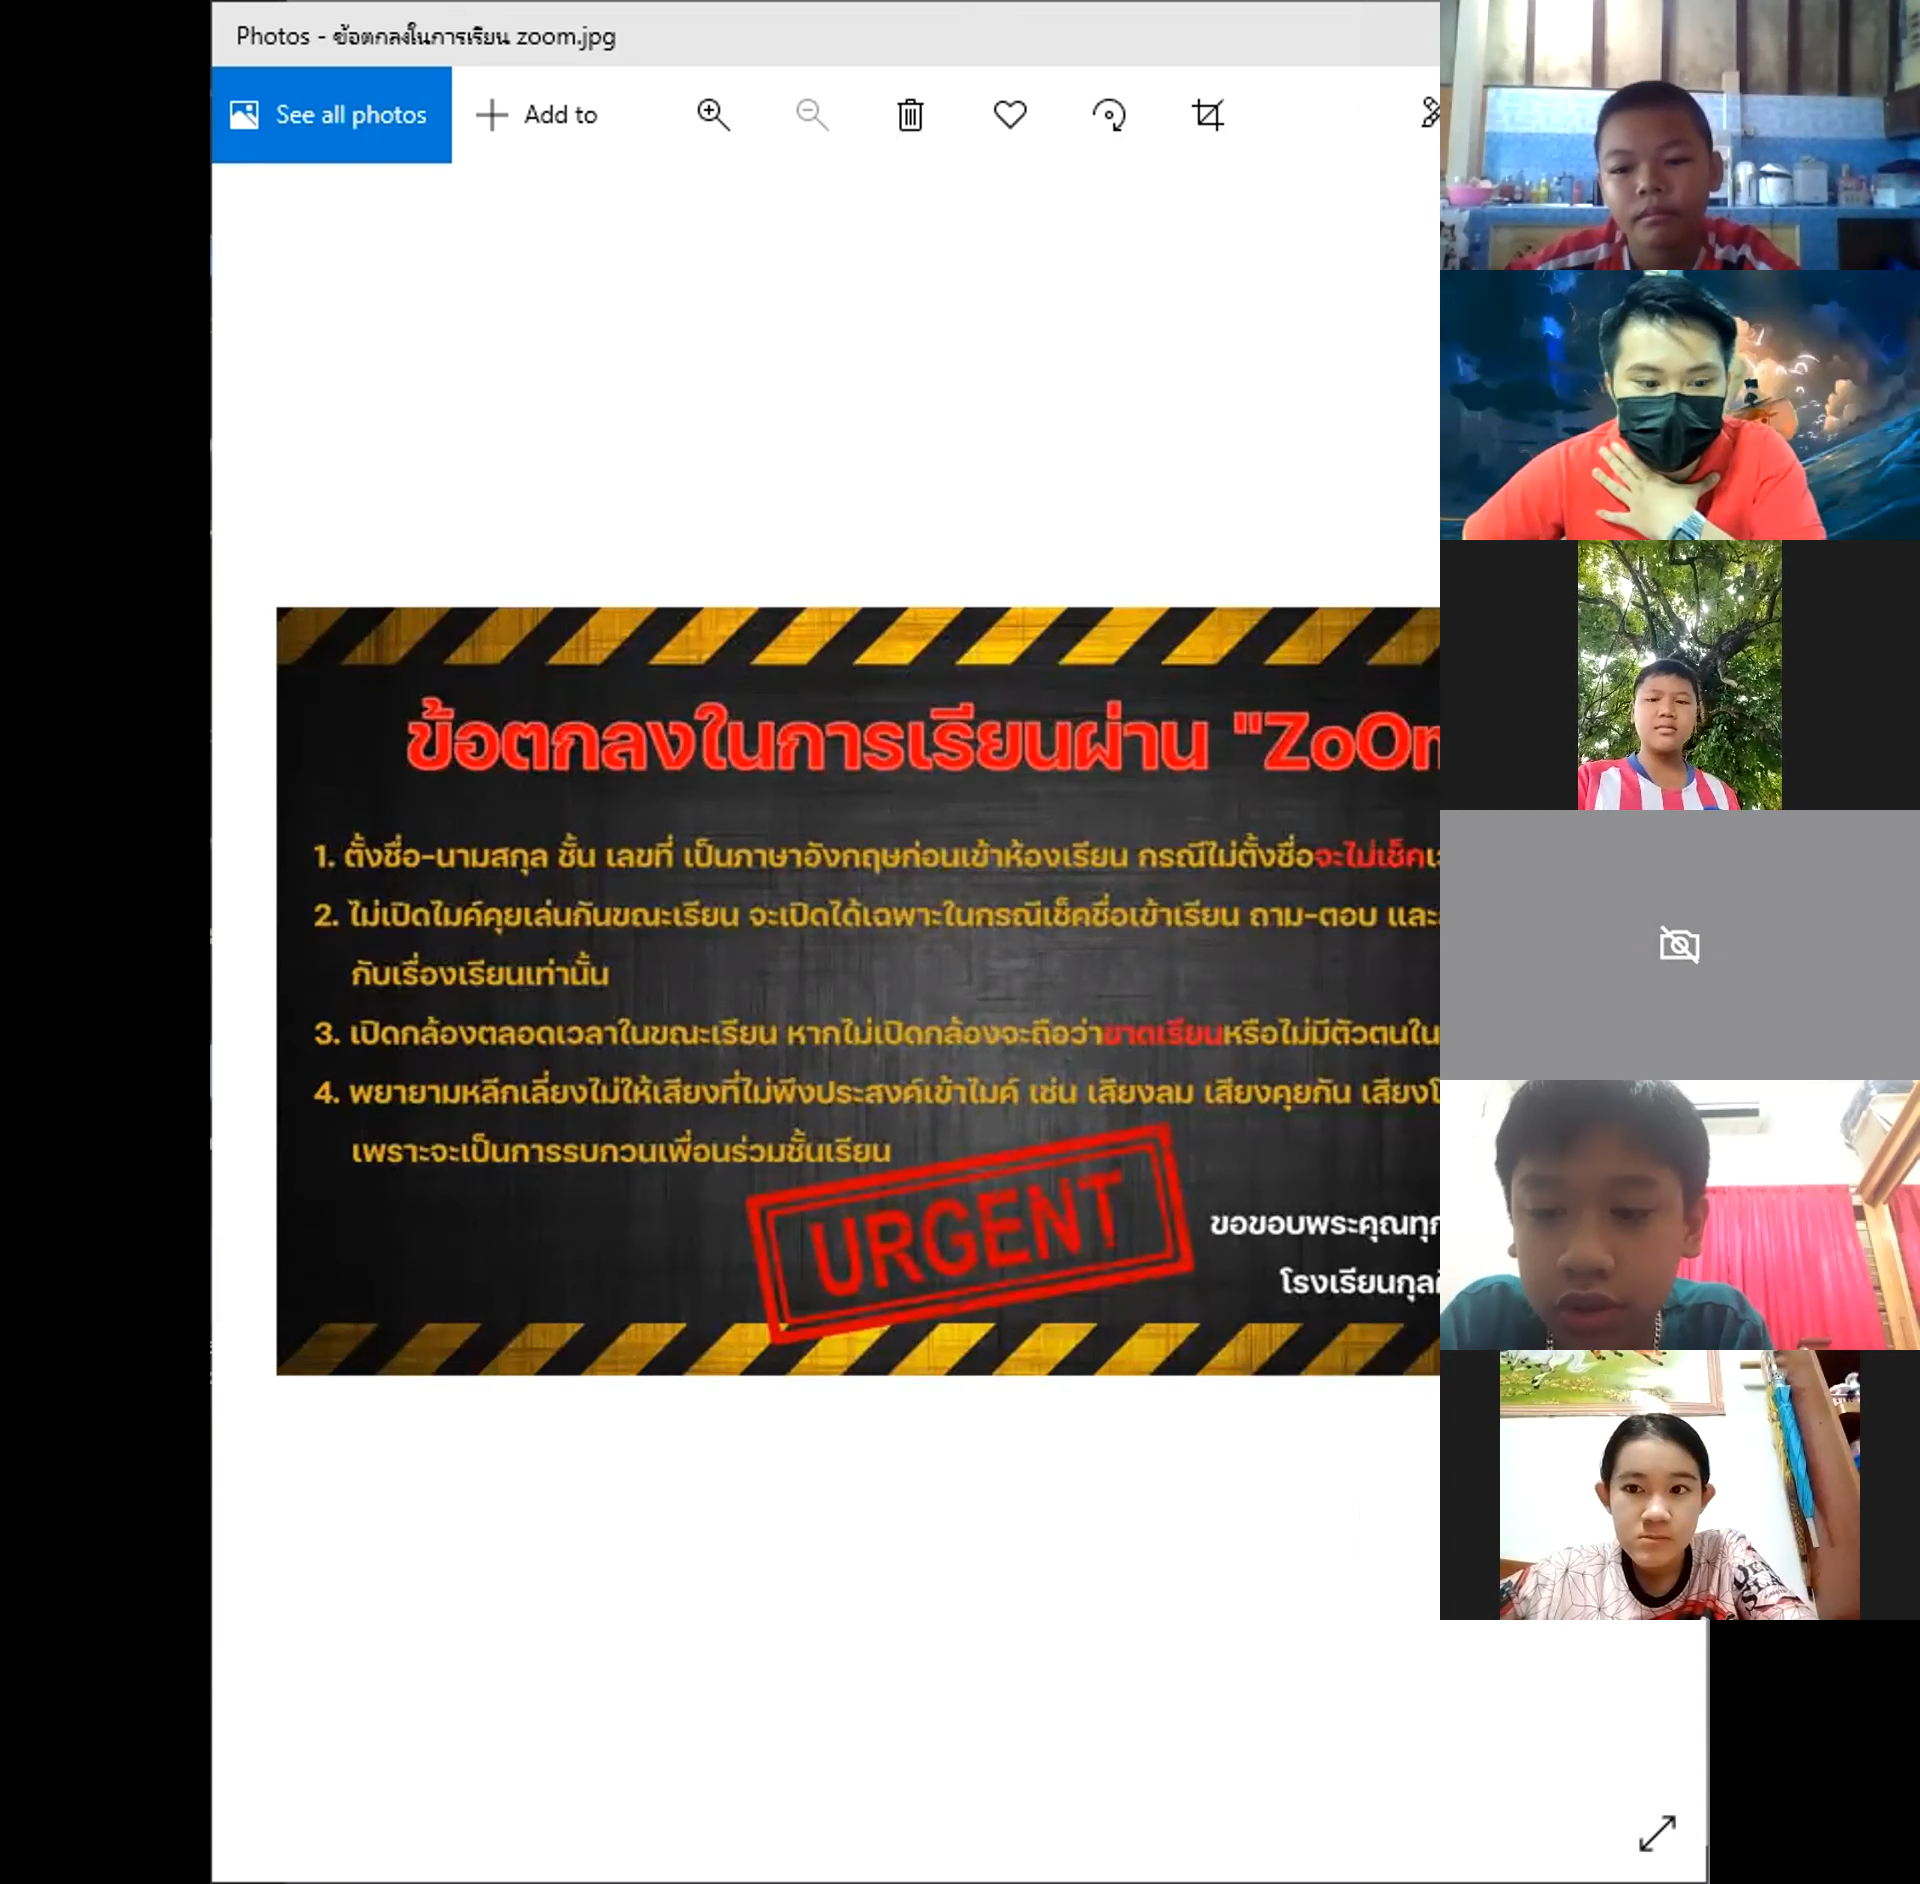 Photos - ข้อตกลงในการเรียน zoom.jpg
See all photos
Add to
ข้อตกลงในการเรียนผ่าน "ZoOm
1. ตั้งชื่อ-นามสกุล ชั้น เลขที่ เป็นภาษาอังกฤษก่อนเข้าห้องเรียน กรณีไม่ตั้งชื่อจะไม่เช็ค
2. ไม่เปิดไมค์คุยเล่นกันขณะเรียน จะเปิดได้เฉพาะในกรณีเช็คชื่อเข้าเรียน ถาม-ตอบ และ
กับเรื่องเรียนเท่านั้น
3. เปิดกล้องตลอดเวลาในขณะเรียน หากไม่เปิดกล้องจะถือว่าขาดเรียนหรือไม่มีตัวตนใน
4. พยายามหลีกเลี่ยงไม่ให้เสียงที่ไม่พึงประสงค์เข้าไมค์ เช่น เสียงลม เสียงคุยกัน เสียง
เพราะจะเป็นการรบกวนเพื่อนร่วมชั้นเรียน
URGENT
ขอขอบพระคุณทุก
โรงเรียนกุล